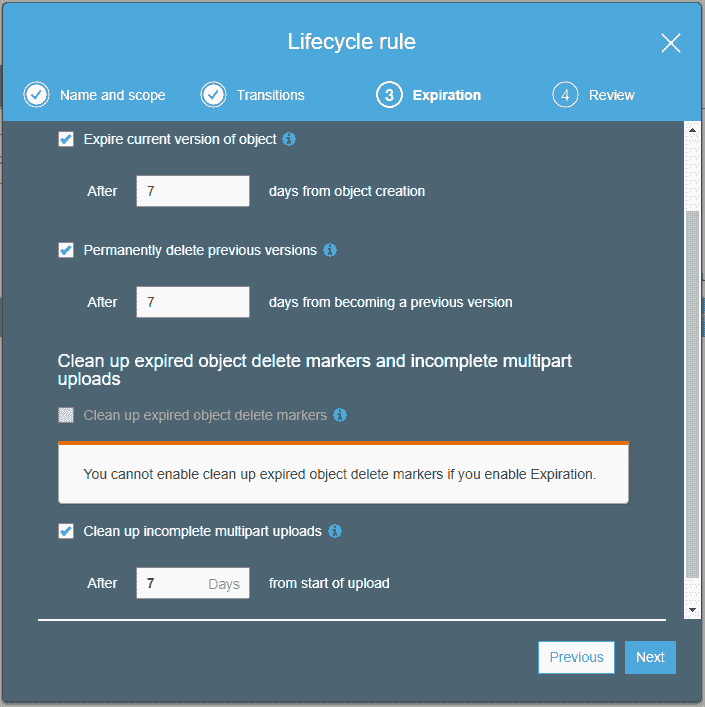 Lifecycle rule
Name and scope Transitions 3 Expiration 4 Review
Expire current version of object
After 7 days from object creation
Permanently delete previous versions
After 7 days from becoming a previous version
Clean up expired object delete markers and incomplete multipart
uploads
Clean up expired object delete markers
You cannot enable clean up expired object delete markers if you enable Expiration.
Clean up incomplete multipart uploads
After 7 Days from start of upload
Previous Next